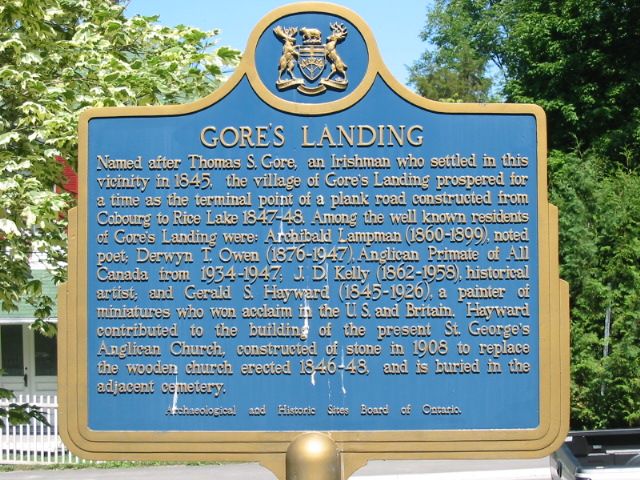 GORE'S LANDING
Named after Thomas S. Gore, an Irishman who settled in this
vicinity in 1845, the village of Gore's Landing prospered for
a time as the terminal point of a plank road constructed from
Cobourg to Rice Lake 1847-48. Among the well known residents
of Gore's Landing were: Archibald Lampman (1860-1899), noted
poet; Derwyn T. Owen (1876-1947), Anglican Primate of All
Canada from 1934-1947; J. D. Kelly (1862-1958), historical
artist; and Gerald S. Hayward (1845-1926), a painter of
miniatures who won acclaim in the U.S. and Britain. Hayward
contributed to the building of the present St. George's
Anglican Church, constructed of stone in 1908 to replace
the wooden church erected 1846-48, and is buried in the
adjacent cemetery.
Archaeological and Historic Sites Board of Ontario.